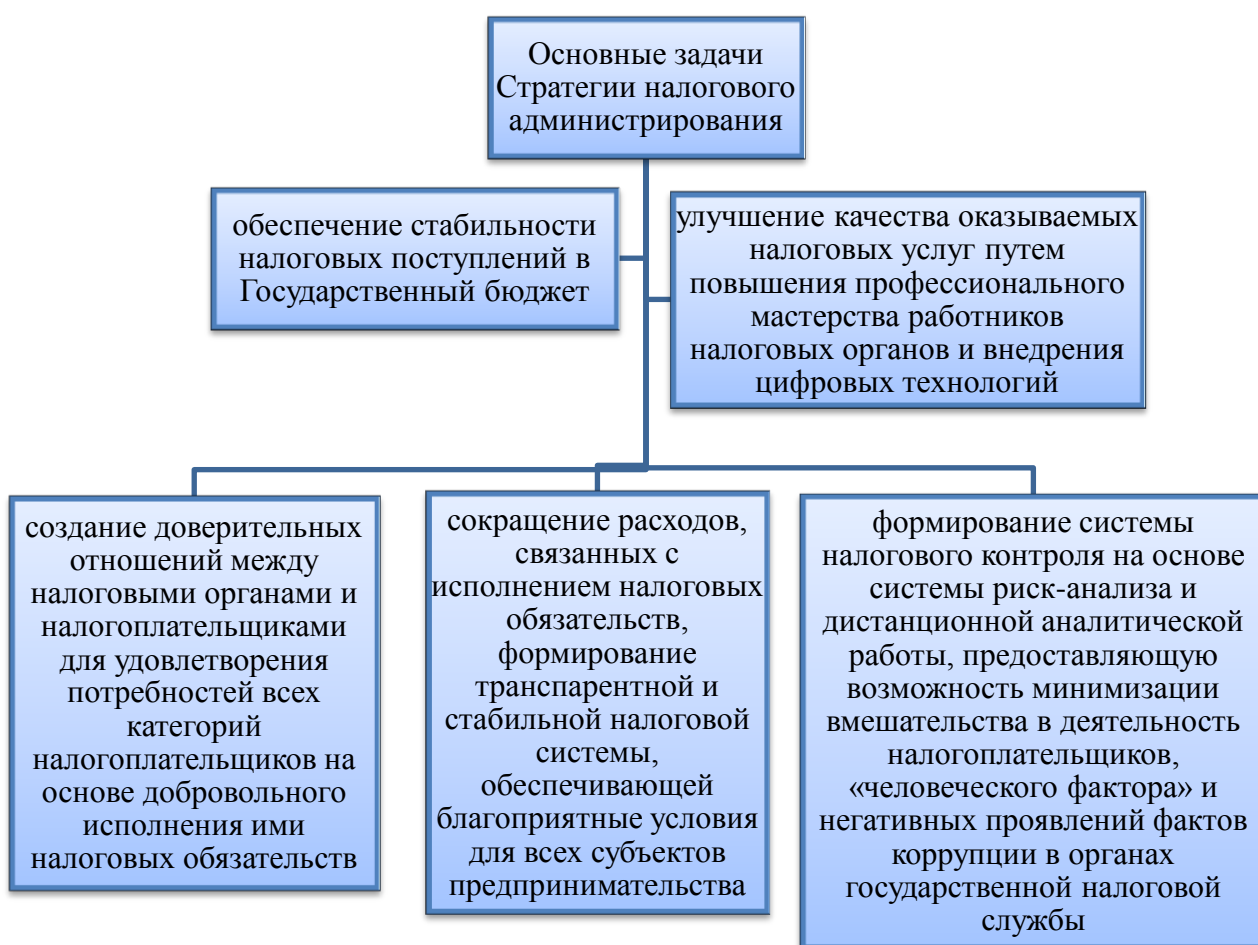 Основные задачи
Стратегии налогового
администрирования
обеспечение стабильности
налоговых поступлений в
Государственный бюджет
улучшение качества оказываемых
налоговых услуг путем
повышения профессионального
мастерства работников
налоговых органов и внедрения
цифровых технологий
создание доверительных
отношений между
налоговыми органами и
налогоплательщиками
для удовлетворения
потребностей всех
категорий
налогоплательщиков на
основе добровольного
исполнения ими
налоговых обязательств
сокращение расходов,
связанных с
исполнением налоговых
обязательств,
формирование
транспарентной и
стабильной налоговой
системы,
обеспечивающей
благоприятные условия
для всех субъектов
предпринимательства
формирование системы
налогового контроля на основе
системы риск-анализа и
дистанционной аналитической
работы, предоставляющую
возможность минимизации
вмешательства в деятельность
налогоплательщиков,
«человеческого фактора» и
негативных проявлений фактов
коррупции в органах
государственной налоговой
службы